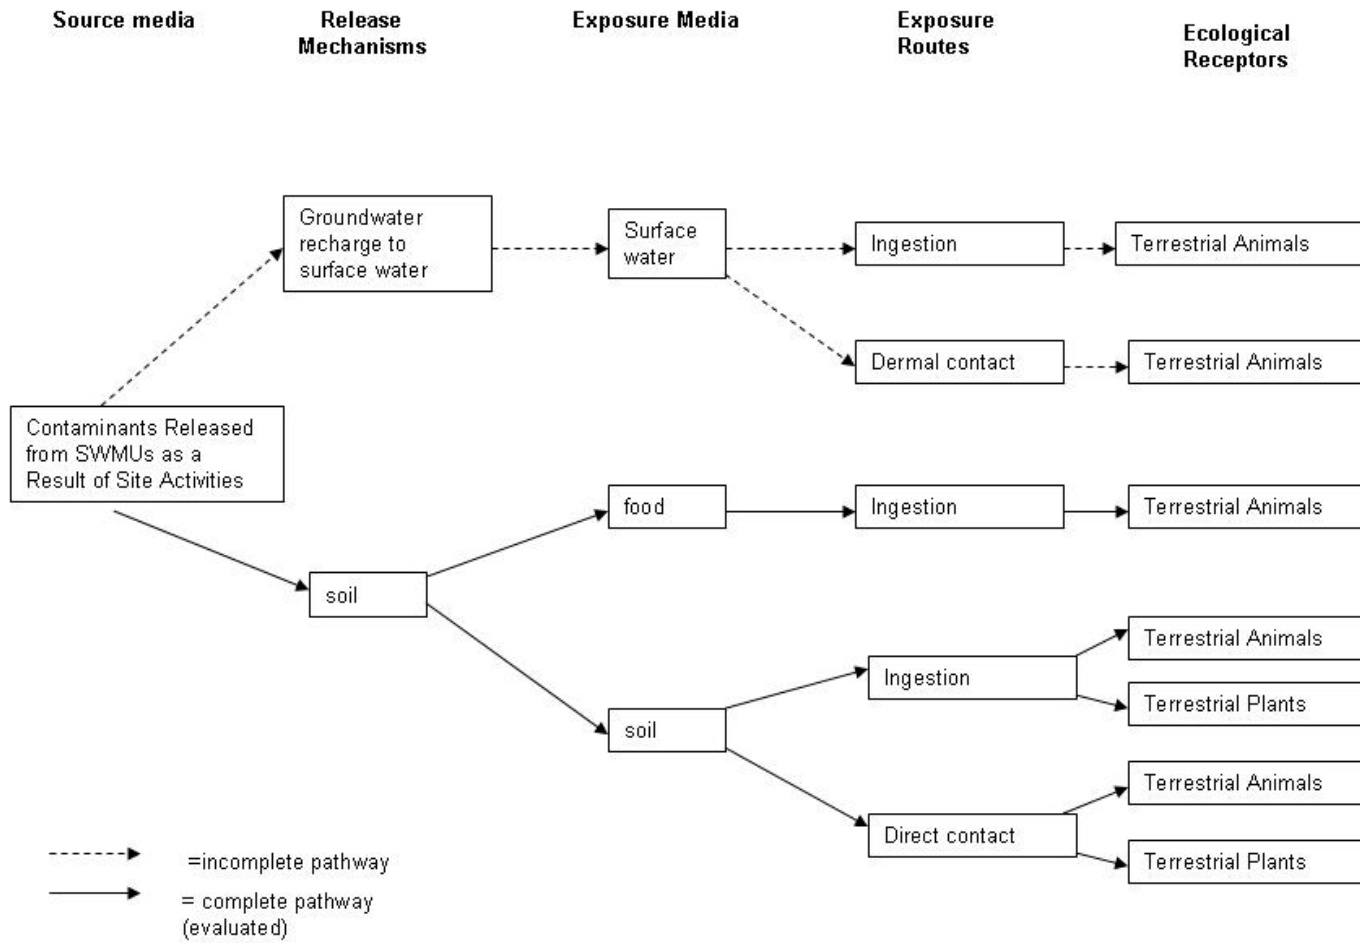 Source media
Release
Mechanisms
Exposure Media
Exposure
Routes
Ecological
Receptors
Groundwater
recharge to
surface water
Surface
water
Ingestion
Terrestrial Animals
Dermal contact
Terrestrial Animals
Contaminants Released
from SWMUs as a
Result of Site Activities
food
Ingestion
Terrestrial Animals
soil
soil
Ingestion
Terrestrial Animals
Terrestrial Plants
Direct contact
Terrestrial Animals
Terrestrial Plants
=incomplete pathway
= complete pathway
(evaluated)